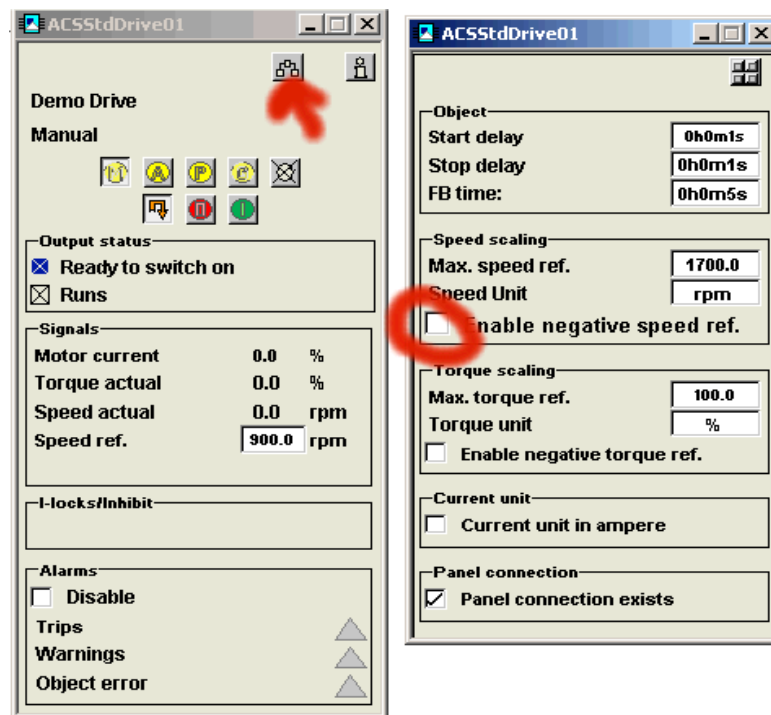 ACSStdDrive01
Demo Drive
Manual
A P C
Output status
Ready to switch on
Runs
Signals
Motor current 0.0 %
Torque actual 0.0 %
Speed actual 0.0 rpm
Speed ref. 900.0 rpm
I-locks/Inhibit
Alarms
Disable
Trips
Warnings
Object error
ACSStdDrive01
Object
Start delay 0h0m1s
Stop delay 0h0m1s
FB time: 0h0m5s
Speed scaling
Max. speed ref. 1700.0
Speed Unit rpm
Enable negative speed ref.
Torque scaling
Max. torque ref. 100.0
Torque unit %
Enable negative torque ref.
Current unit
Current unit in ampere
Panel connection
Panel connection exists